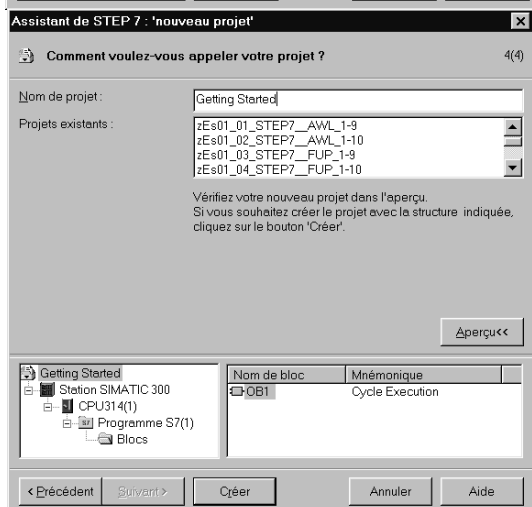 Assistant de STEP 7 : 'nouveau projet'
Comment voulez-vous appeler votre projet ?
4(4)
Nom de projet :
Getting Started
Projets existants :
zEs01_01_STEP7__AWL_1-9
zEs01_02_STEP7__AWL_1-10
zEs01_03_STEP7__FUP_1-9
zEs01_04_STEP7__FUP_1-10
Vérifiez votre nouveau projet dans l'aperçu.
Si vous souhaitez créer le projet avec la structure indiquée,
cliquez sur le bouton 'Créer'.
Aperçu<<
Getting Started
Station SIMATIC 300
CPU314(1)
Programme S7(1)
Blocs
Nom de bloc
Mnémonique
OB1
Cycle Execution
< Précédent
Suivant >
Créer
Annuler
Aide